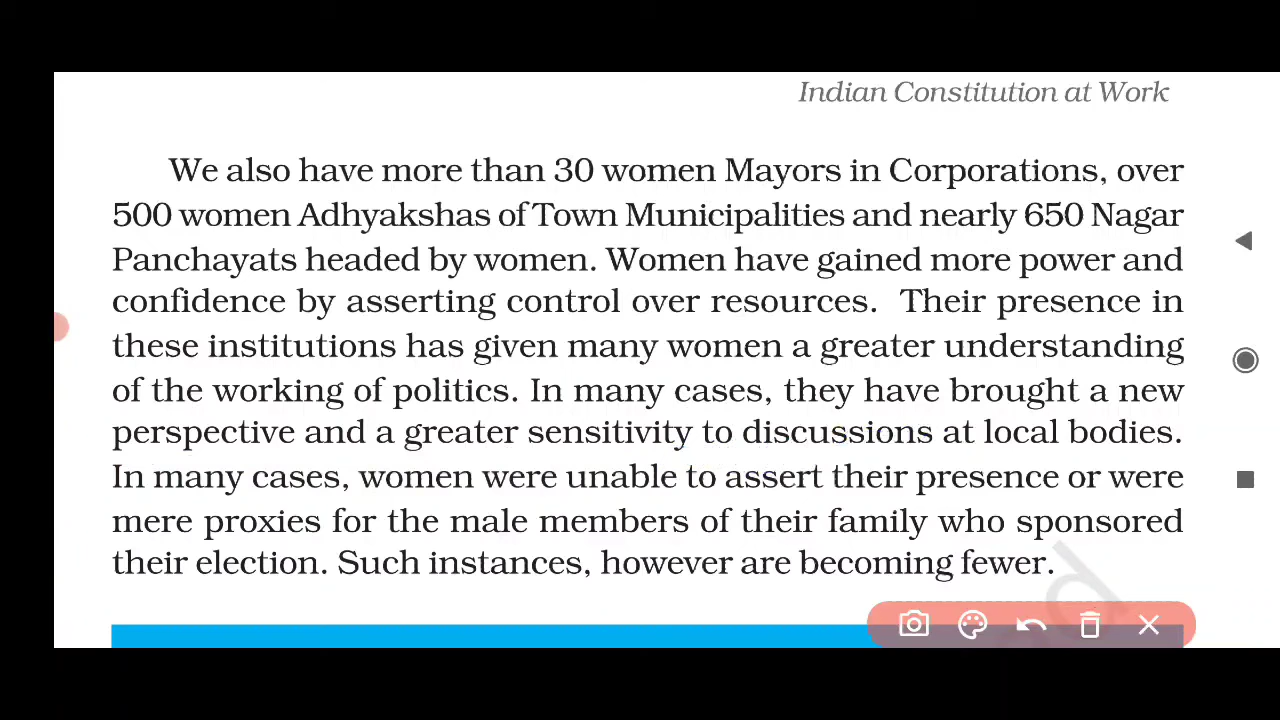 Indian Constitution at Work
We also have more than 30 women Mayors in Corporations, over
500 women Adhyakshas of Town Municipalities and nearly 650 Nagar
Panchayats headed by women. Women have gained more power and
confidence by asserting control over resources. Their presence in
these institutions has given many women a greater understanding
of the working of politics. In many cases, they have brought a new
perspective and a greater sensitivity to discussions at local bodies.
In many cases, women were unable to assert their presence or were
mere proxies for the male members of their family who sponsored
their election. Such instances, however are becoming fewer.